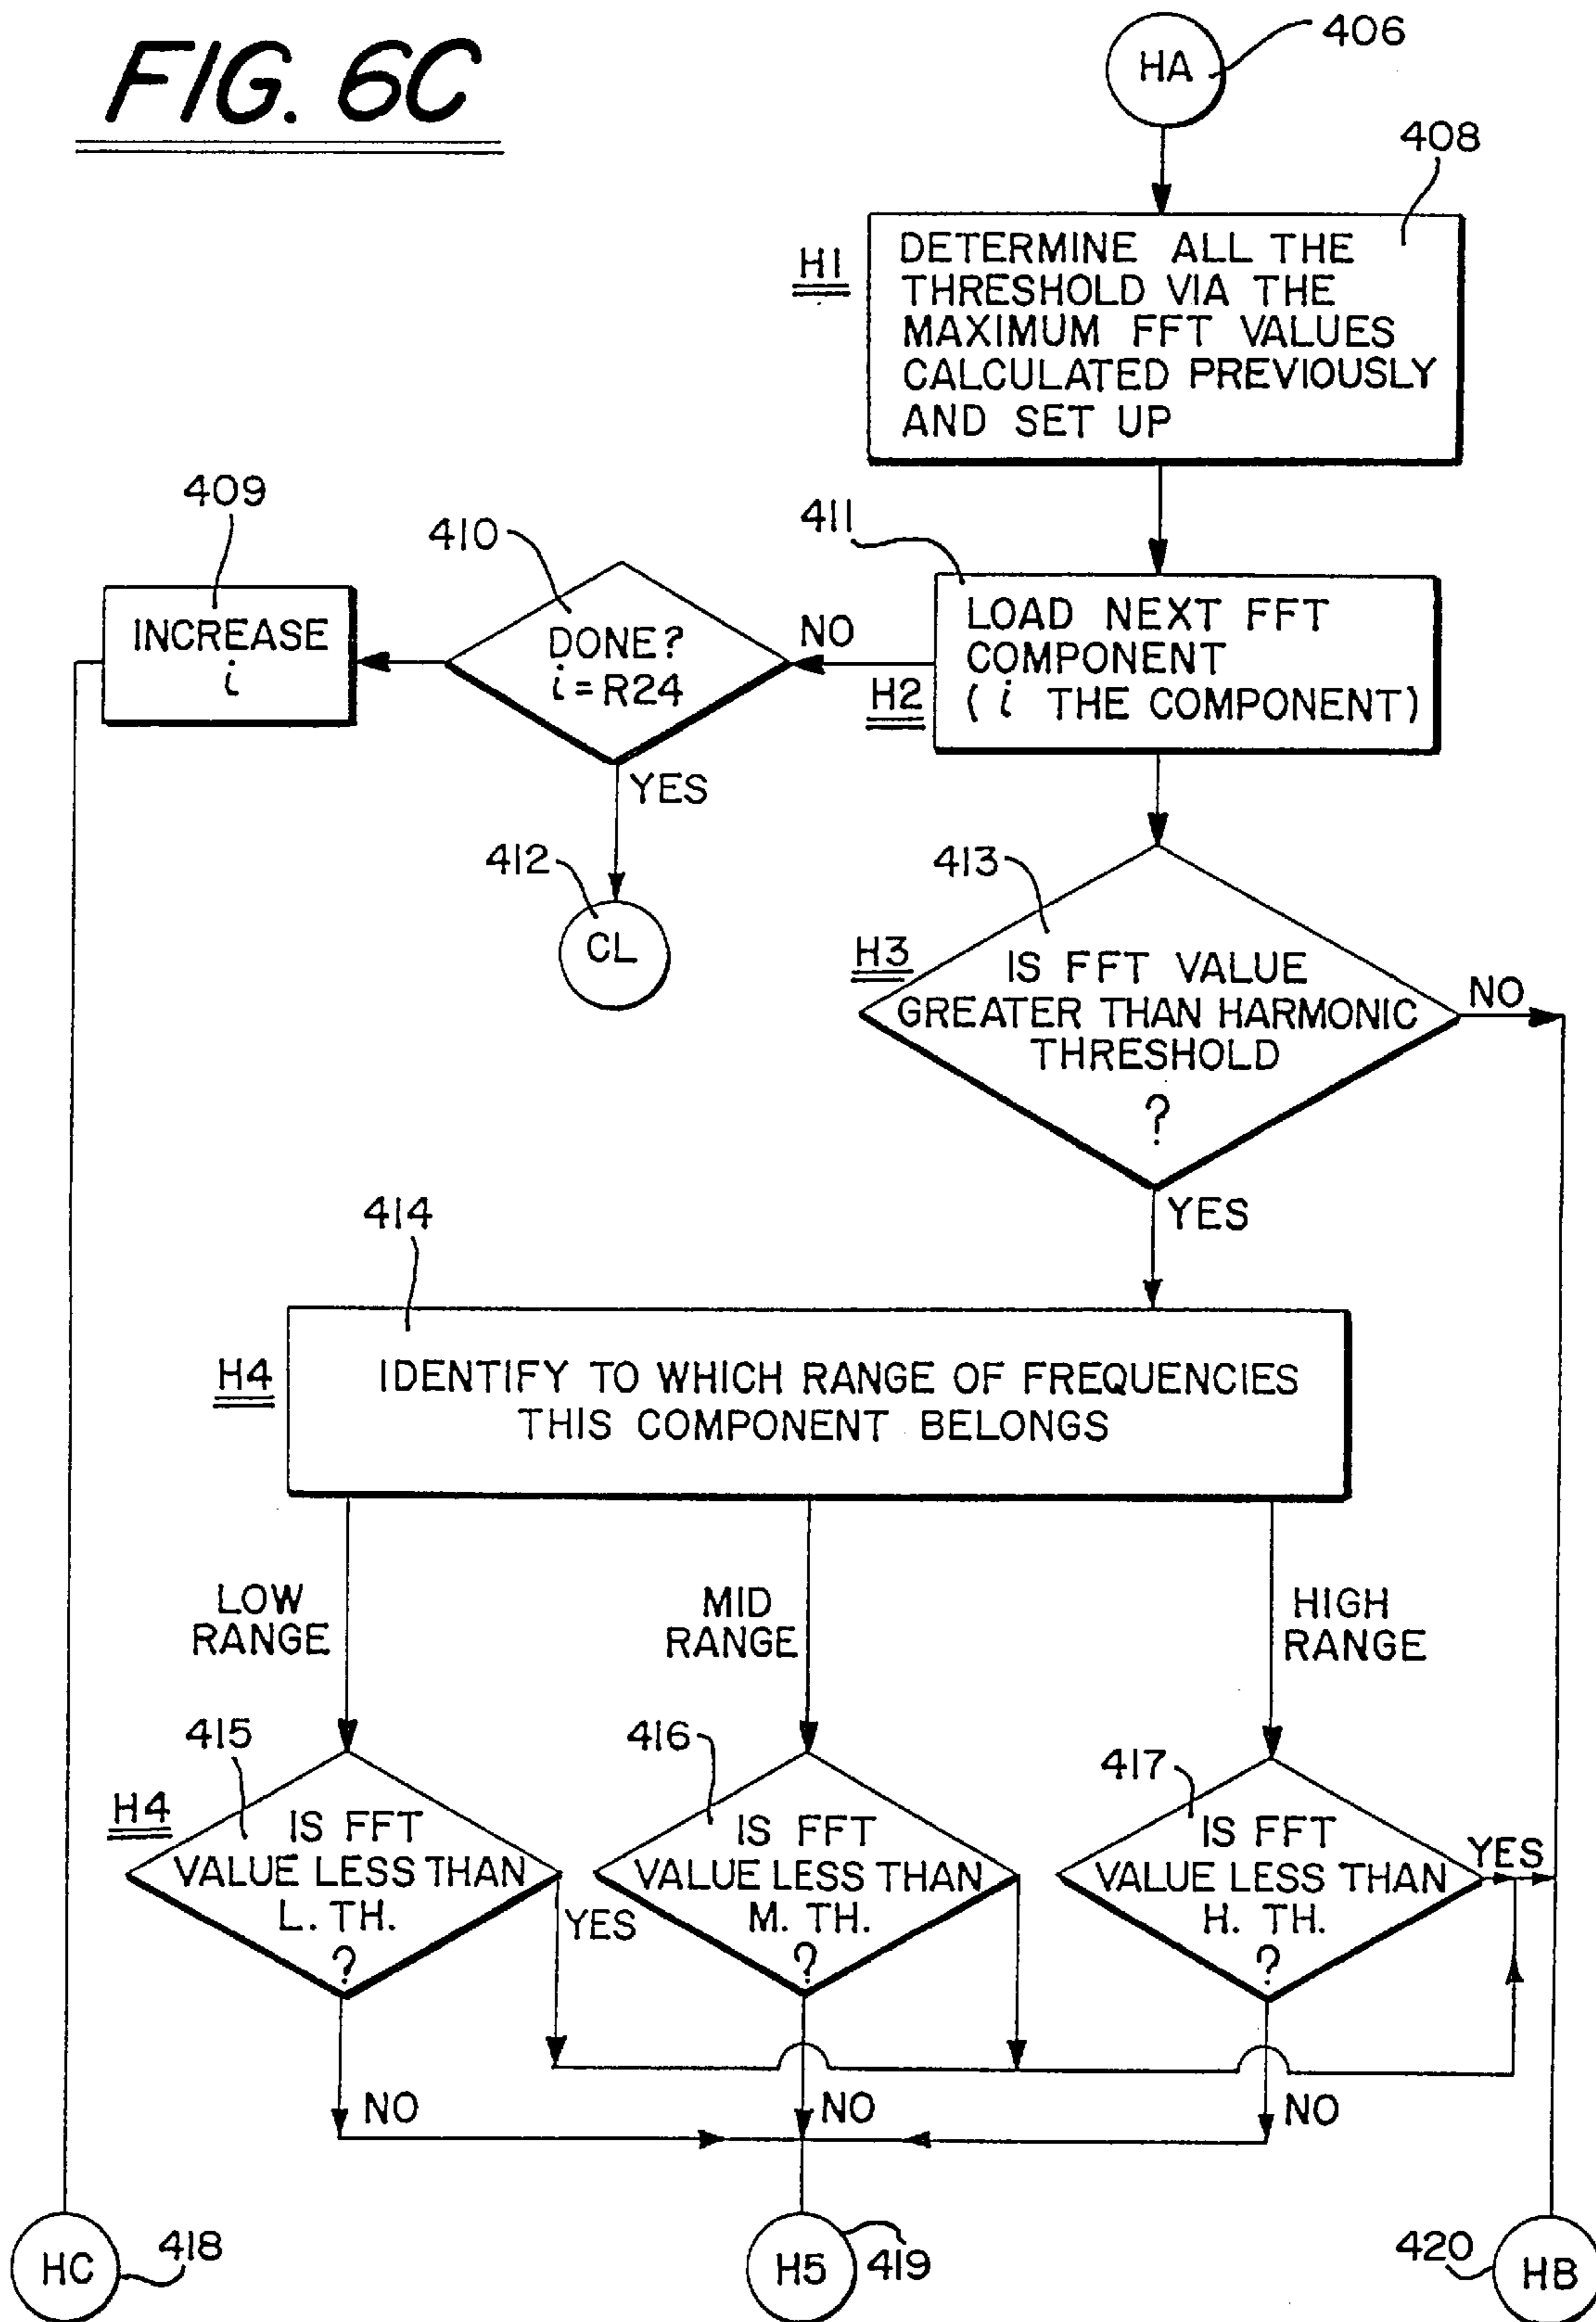 FIG. 6C
HA
406
408
H1
DETERMINE ALL THE
THRESHOLD VIA THE
MAXIMUM FFT VALUES
CALCULATED PREVIOUSLY
AND SET UP
409
410
411
INCREASE
i
DONE?
i = R24
NO
H2
LOAD NEXT FFT
COMPONENT
( i THE COMPONENT)
YES
412
CL
413
H3
IS FFT VALUE
GREATER THAN HARMONIC
THRESHOLD
?
NO
YES
414
H4
IDENTIFY TO WHICH RANGE OF FREQUENCIES
THIS COMPONENT BELONGS
LOW
RANGE
MID
RANGE
HIGH
RANGE
415
H4
IS FFT
VALUE LESS THAN
L. TH.
?
YES
416
IS FFT
VALUE LESS THAN
M. TH.
?
417
IS FFT
VALUE LESS THAN
H. TH.
?
YES
NO
NO
NO
HC
418
H5
419
420
HB